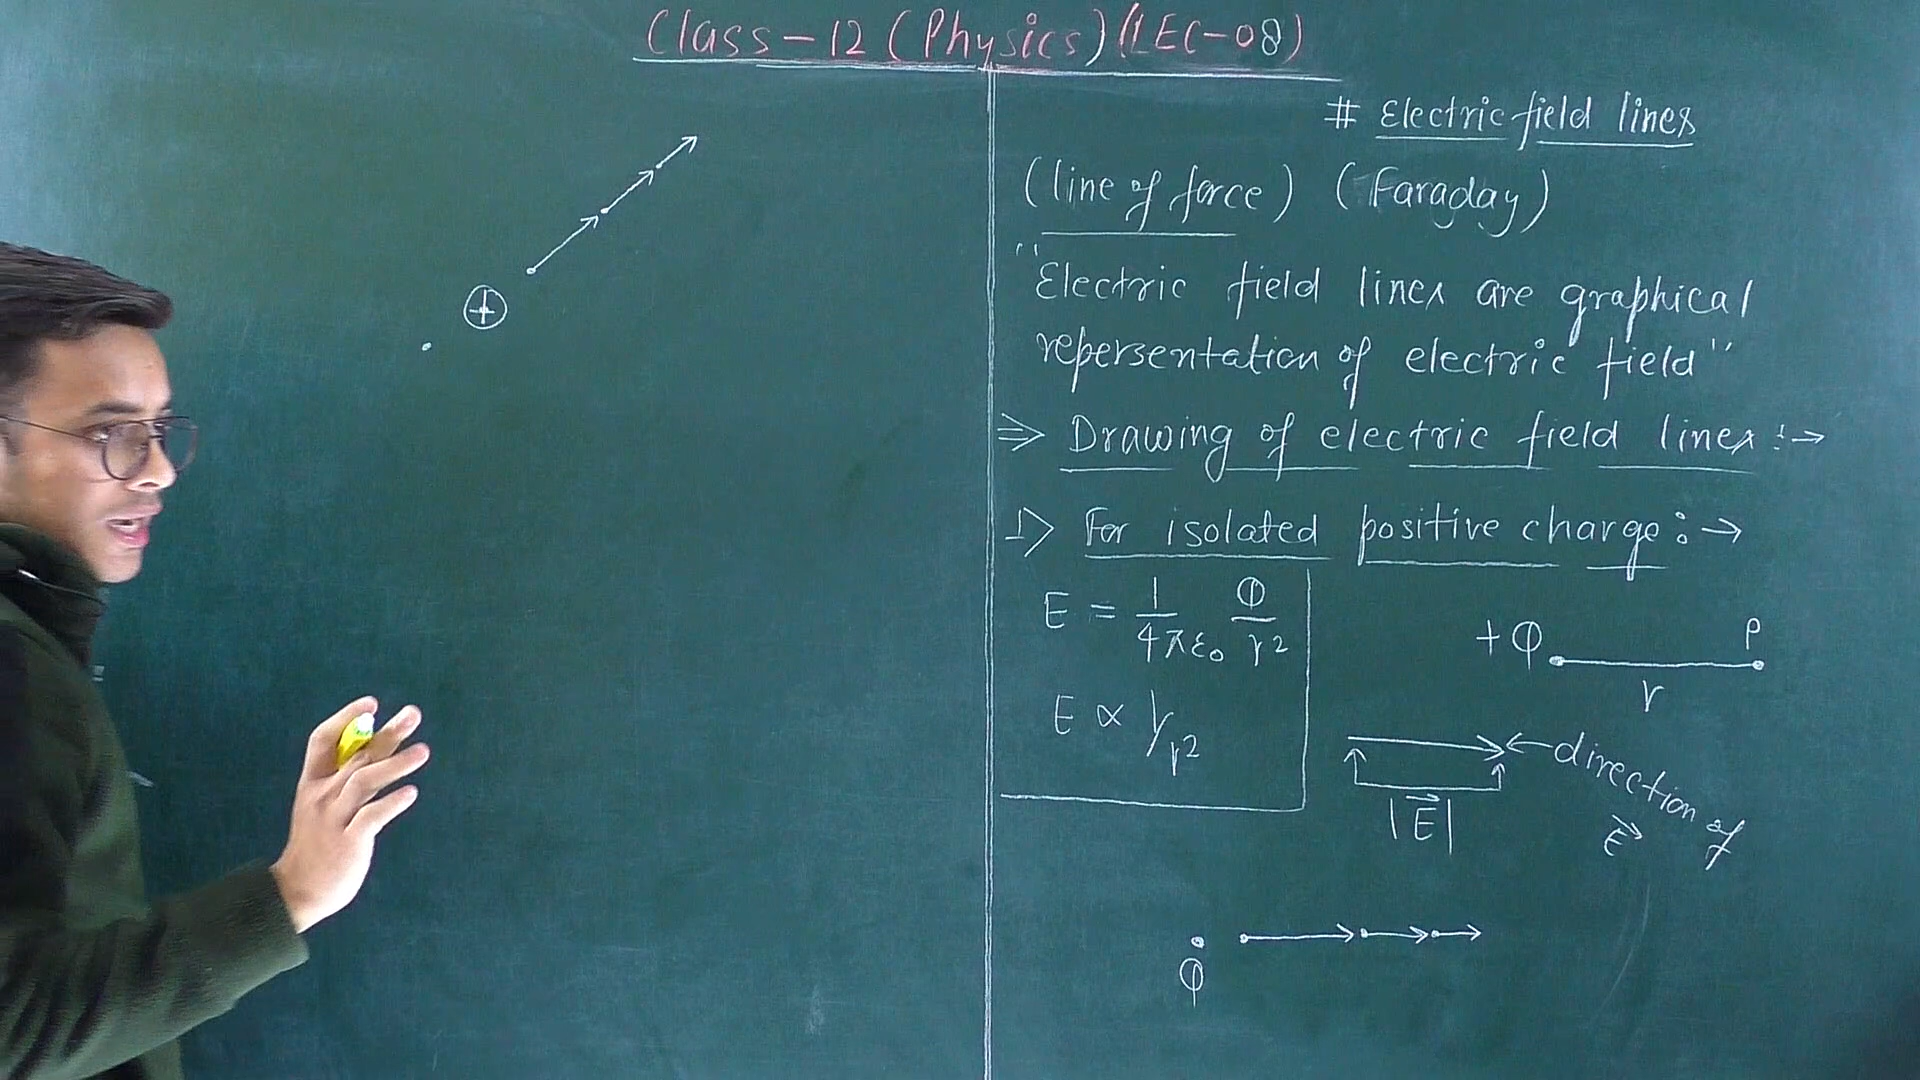 Class-12 (Physics) (LEC-08)
# Electric field lines
(line of force) (Faraday)
"Electric field lines are graphical
repersentation of electric field"
⇒ Drawing of electric field lines :→
1> For isolated positive charge :→
E = 1/4πε₀ Q/r²
+Q P
r
E ∝ 1/r²
← direction of
E⃗
|E⃗|
Q
+